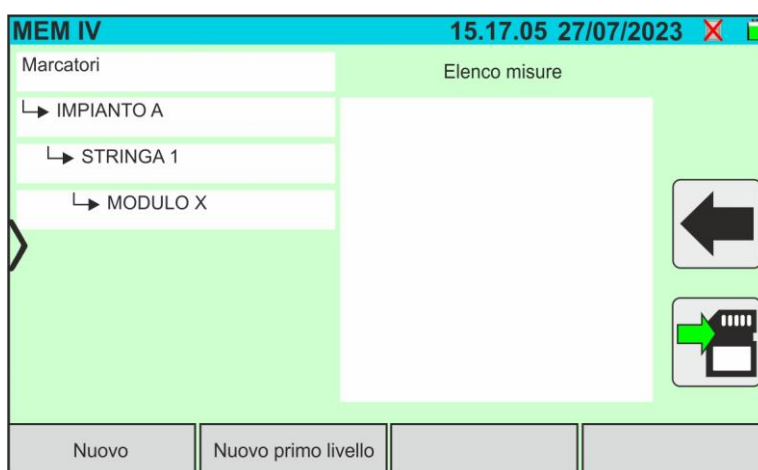 MEM IV 15.17.05 27/07/2023
Marcatori
Elenco misure
IMPIANTO A
STRINGA 1
MODULO X
Nuovo
Nuovo primo livello